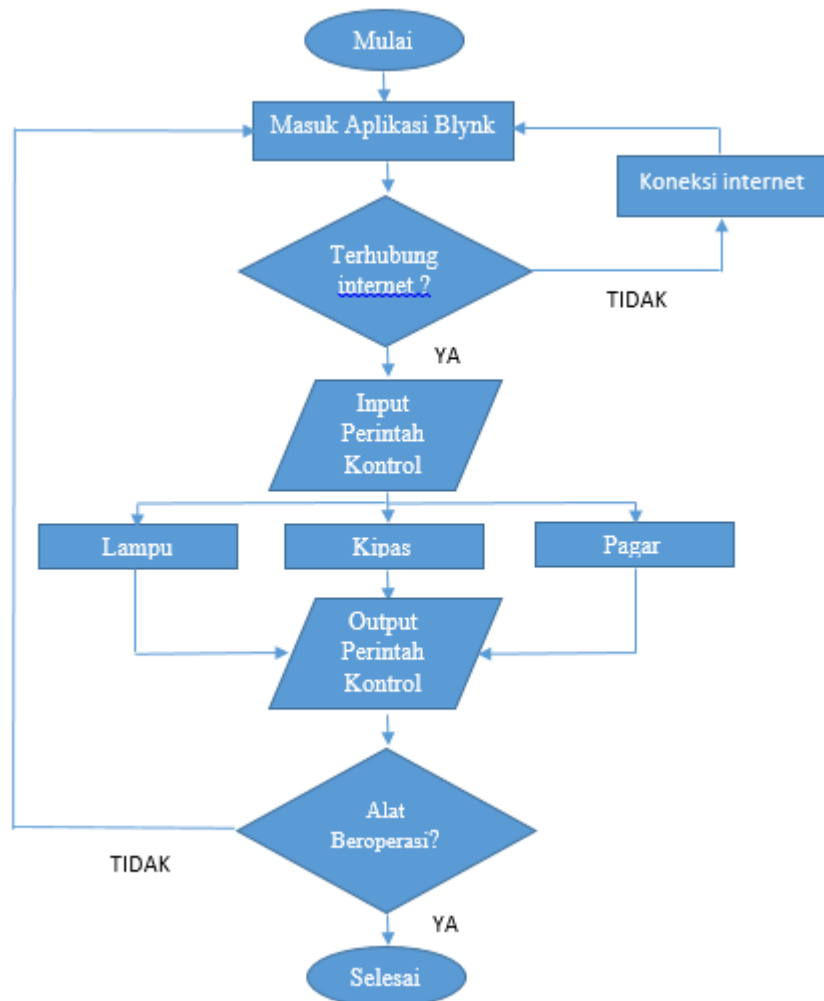 Mulai
Masuk Aplikasi Blynk
Koneksi internet
Terhubung
internet ?
TIDAK
YA
Input
Perintah
Kontrol
Lampu
Kipas
Pagar
Output
Perintah
Kontrol
Alat
Beroperasi?
TIDAK
YA
Selesai